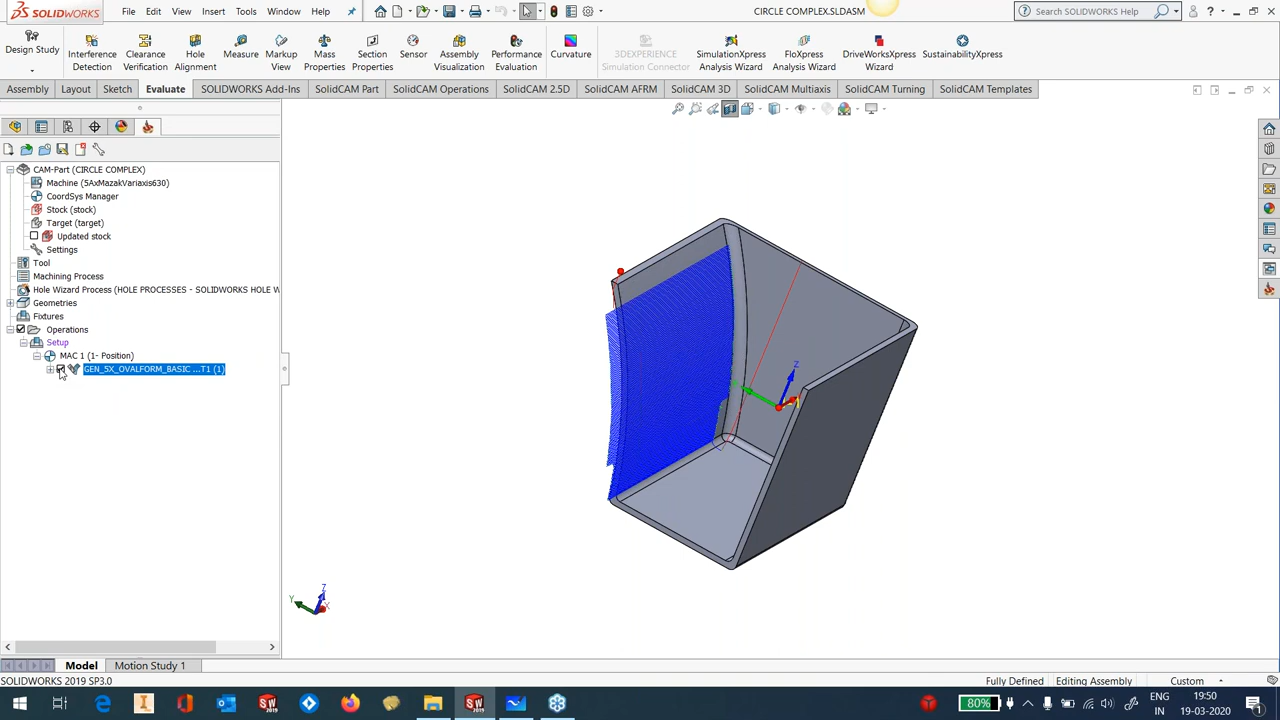 SOLIDWORKS
File Edit View Insert Tools Window Help
CIRCLE COMPLEX.SLDASM
Search SOLIDWORKS Help
Design Study
Interference Detection
Clearance Verification
Hole Alignment
Measure
Markup View
Mass Properties
Section Properties
Sensor
Assembly Visualization
Performance Evaluation
Curvature
3DEXPERIENCE Simulation Connector
SimulationXpress Analysis Wizard
FloXpress Analysis Wizard
DriveWorksXpress Wizard
SustainabilityXpress
Assembly Layout Sketch Evaluate SOLIDWORKS Add-Ins SolidCAM Part SolidCAM Operations SolidCAM 2.5D SolidCAM AFRM SolidCAM 3D SolidCAM Multiaxis SolidCAM Turning SolidCAM Templates
CAM-Part (CIRCLE COMPLEX)
Machine (5AxMazakVariaxis630)
CoordSys Manager
Stock (stock)
Target (target)
Updated stock
Settings
Tool
Machining Process
Hole Wizard Process (HOLE PROCESSES - SOLIDWORKS HOLE W
Geometries
Fixtures
Operations
Setup
MAC 1 (1- Position)
GEN_5X_OVALFORM_BASIC ...T1 (1)
Z
Z
Y
X
Model Motion Study 1
SOLIDWORKS 2019 SP3.0
Fully Defined Editing Assembly Custom
80%
ENG
IN
19:50
19-03-2020